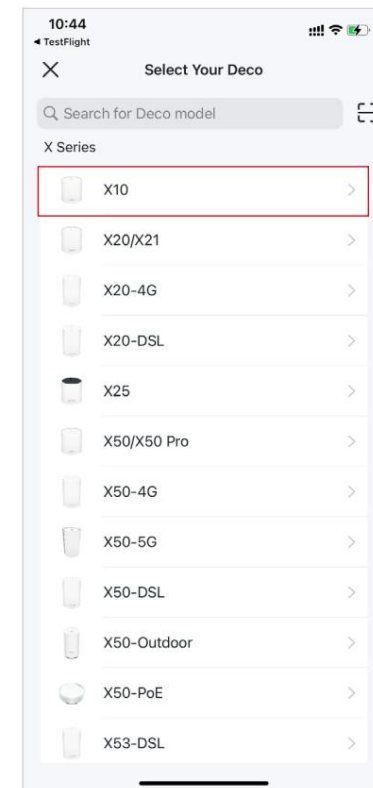 10:44
◀ TestFlight
Select Your Deco
Search for Deco model
X Series
X10
X20/X21
X20-4G
X20-DSL
X25
X50/X50 Pro
X50-4G
X50-5G
X50-DSL
X50-Outdoor
X50-PoE
X53-DSL